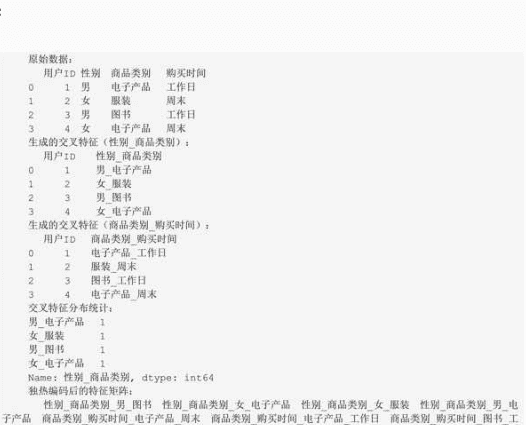 原始数据:
用户ID 性别 商品类别 购买时间
0 1 男 电子产品 工作日
1 2 女 服装 周末
2 3 男 图书 工作日
3 4 女 电子产品 周末
生成的交叉特征（性别_商品类别）:
用户ID 性别_商品类别
0 1 男_电子产品
1 2 女_服装
2 3 男_图书
3 4 女_电子产品
生成的交叉特征（商品类别_购买时间）:
用户ID 商品类别_购买时间
0 1 电子产品_工作日
1 2 服装_周末
2 3 图书_工作日
3 4 电子产品_周末
交叉特征分布统计:
男_电子产品 1
女_服装 1
男_图书 1
女_电子产品 1
Name: 性别_商品类别, dtype: int64
独热编码后的特征矩阵:
性别_商品类别_男_图书 性别_商品类别_女_电子产品 性别_商品类别_女_服装 性别_商品类别_男_电
子产品 商品类别_购买时间_电子产品_周末 商品类别_购买时间_电子产品_工作日 商品类别_购买时间_图书_工